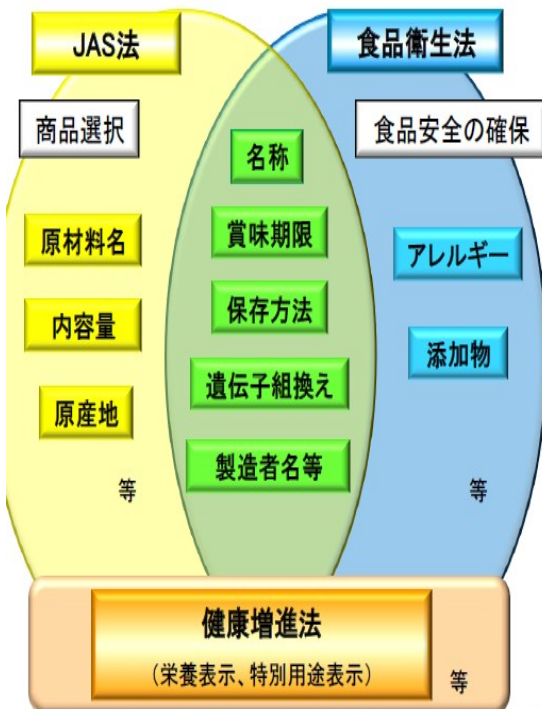 JAS法
食品衛生法
商品選択
食品安全の確保
名称
原材料名
賞味期限
アレルギー
内容量
保存方法
添加物
原産地
遺伝子組換え
製造者名等
等
等
健康増進法
(栄養表示、特別用途表示)
等